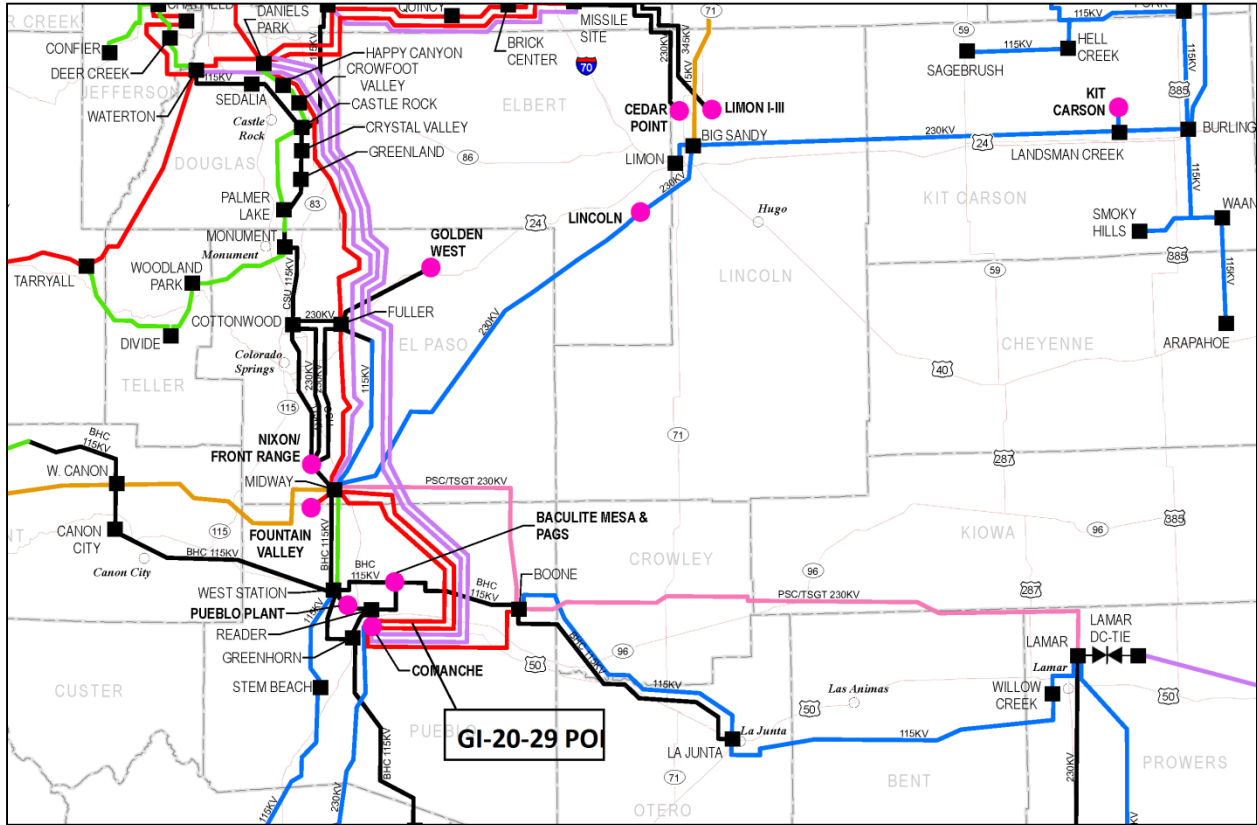 DANIELS
PARK
QUINCY
MISSILE
SITE
71
CONFIER
HAPPY CANYON
BRICK
CENTER
115KV
230KV
345KV
59
115KV
HELL
CREEK
DEER CREEK
JEFFERSON
115KV
CROWFOOT
VALLEY
70
SAGEBRUSH
385
WATERTON
SEDALIA
CASTLE ROCK
ELBERT
CEDAR
POINT
LIMON I-III
KIT
CARSON
Castle
Rock
CRYSTAL VALLEY
BIG SANDY
230KV
115KV
DOUGLAS
GREENLAND
86
LIMON
24
LANDSMAN CREEK
PALMER
LAKE
83
230KV
KIT CARSON
LINCOLN
Hugo
SMOKY
HILLS
115KV
MONUMENT
Monument
GOLDEN
WEST
24
385
TARRYALL
WOODLAND
PARK
CSU 115KV
LINCOLN
59
115KV
COTTONWOOD
230KV
FULLER
230KV
DIVIDE
EL PASO
CHEYENNE
ARAPAHOE
Colorado
Springs
230KV
230KV
115KV
TELLER
40
115
71
BHC
115KV
NIXON/
FRONT RANGE
287
W. CANON
MIDWAY
PSC/TSGT 230KV
385
115
FOUNTAIN
VALLEY
BACULITE MESA &
PAGS
KIOWA
96
CANON
CITY
BHC 115KV
BHC 115KV
CROWLEY
Canon City
BHC
115KV
BHC
115KV
BOONE
96
WEST STATION
PSC/TSGT 230KV
287
PUEBLO PLANT
115KV
READER
BHC 115KV
96
LAMAR
LAMAR
DC-TIE
GREENHORN
COMANCHE
50
Lamar
CUSTER
STEM BEACH
115KV
Las Animas
WILLOW
CREEK
50
PUEBLO
50
GI-20-29 POI
BHC 115KV
La Junta
LA JUNTA
115KV
PROWERS
71
BENT
230KV
115KV
230KV
OTERO